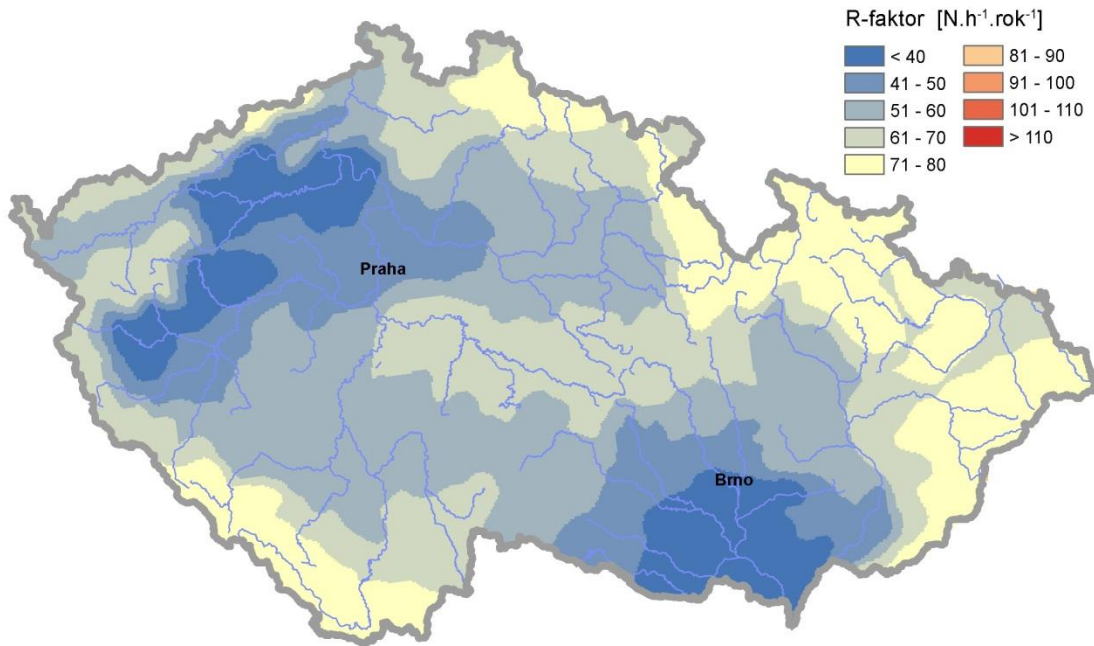 R-faktor [N.h⁻¹.rok⁻¹]
< 40
41 - 50
51 - 60
61 - 70
71 - 80
81 - 90
91 - 100
101 - 110
> 110
Praha
Brno